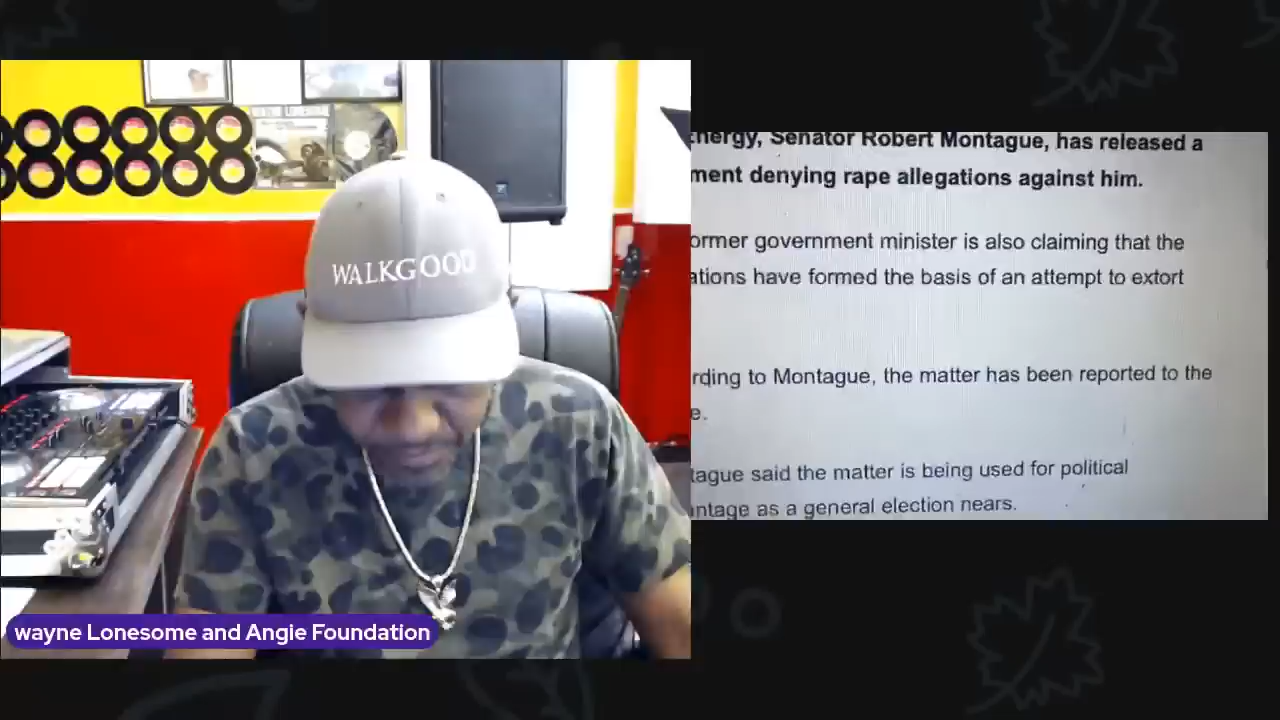 WALKGOOD
wayne Lonesome and Angie Foundation
nergy, Senator Robert Montague, has released a
ment denying rape allegations against him.
ormer government minister is also claiming that the
ations have formed the basis of an attempt to extort
rding to Montague, the matter has been reported to the
e.
tague said the matter is being used for political
ntage as a general election nears.